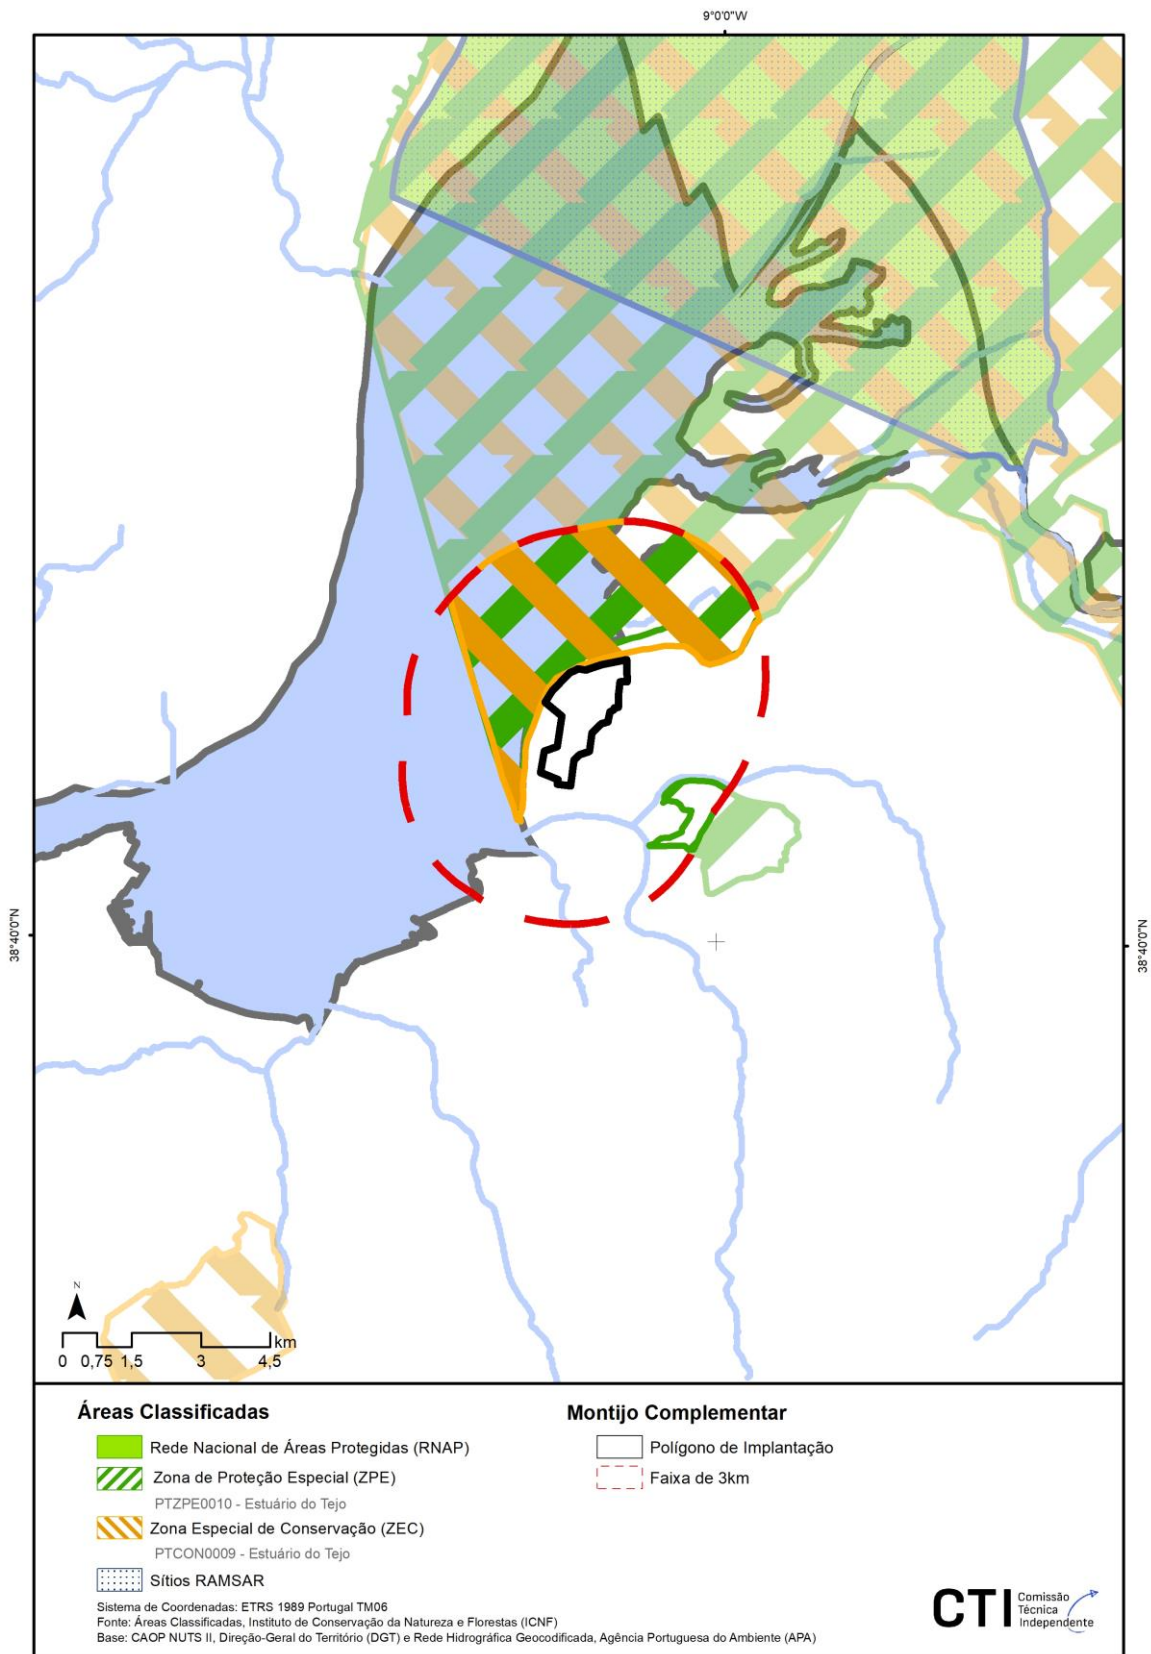 9°0'0"W
38°40'0"N
38°40'0"N
N
km
0 0,75 1,5 3 4,5
Áreas Classificadas
Rede Nacional de Áreas Protegidas (RNAP)
Zona de Proteção Especial (ZPE)
PTZPE0010 - Estuário do Tejo
Zona Especial de Conservação (ZEC)
PTCON0009 - Estuário do Tejo
Sítios RAMSAR
Montijo Complementar
Polígono de Implantação
Faixa de 3km
Sistema de Coordenadas: ETRS 1989 Portugal TM06
Fonte: Áreas Classificadas, Instituto de Conservação da Natureza e Florestas (ICNF)
Base: CAOP NUTS II, Direção-Geral do Território (DGT) e Rede Hidrográfica Geocodificada, Agência Portuguesa do Ambiente (APA)
CTI
Comissão
Técnica
Independente